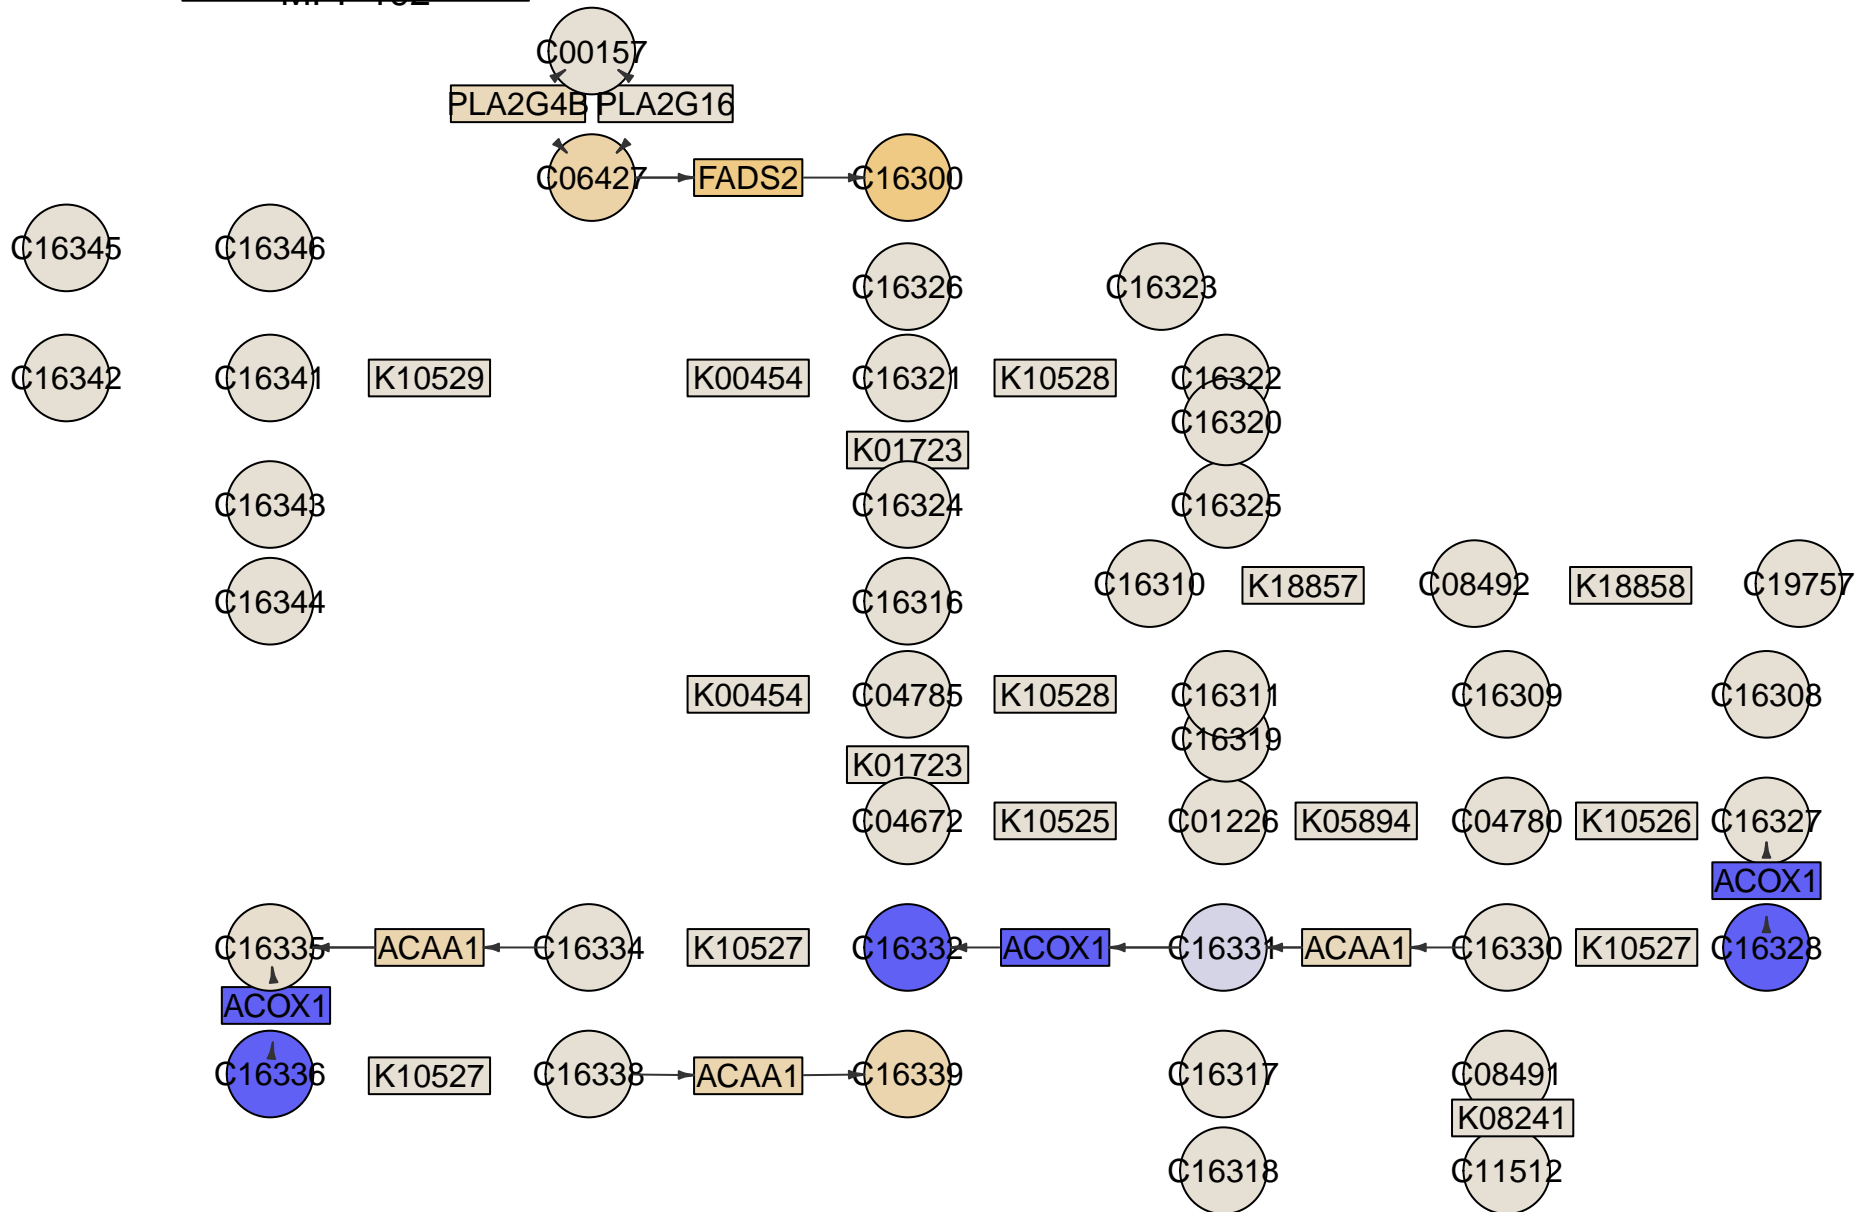 C00157
PLA2G4B PLA2G16
C06427 FADS2 C16300
C16345 C16346
C16326 C16323
C16342 C16341 K10529 K00454 C16321 K10528 C16322
C16320
K01723
C16343 C16324 C16325
C16310 K18857 C08492 K18858 C19757
C16344 C16316
K00454 C04785 K10528 C16311 C16309 C16308
C16319
K01723
C04672 K10525 C01226 K05894 C04780 K10526 C16327
ACOX1
C16335 ACAA1 C16334 K10527 C16332 ACOX1 C16331 ACAA1 C16330 K10527 C16328
ACOX1
C16336 K10527 C16338 ACAA1 C16339 C16317 C08491
K08241
C16318 C11512